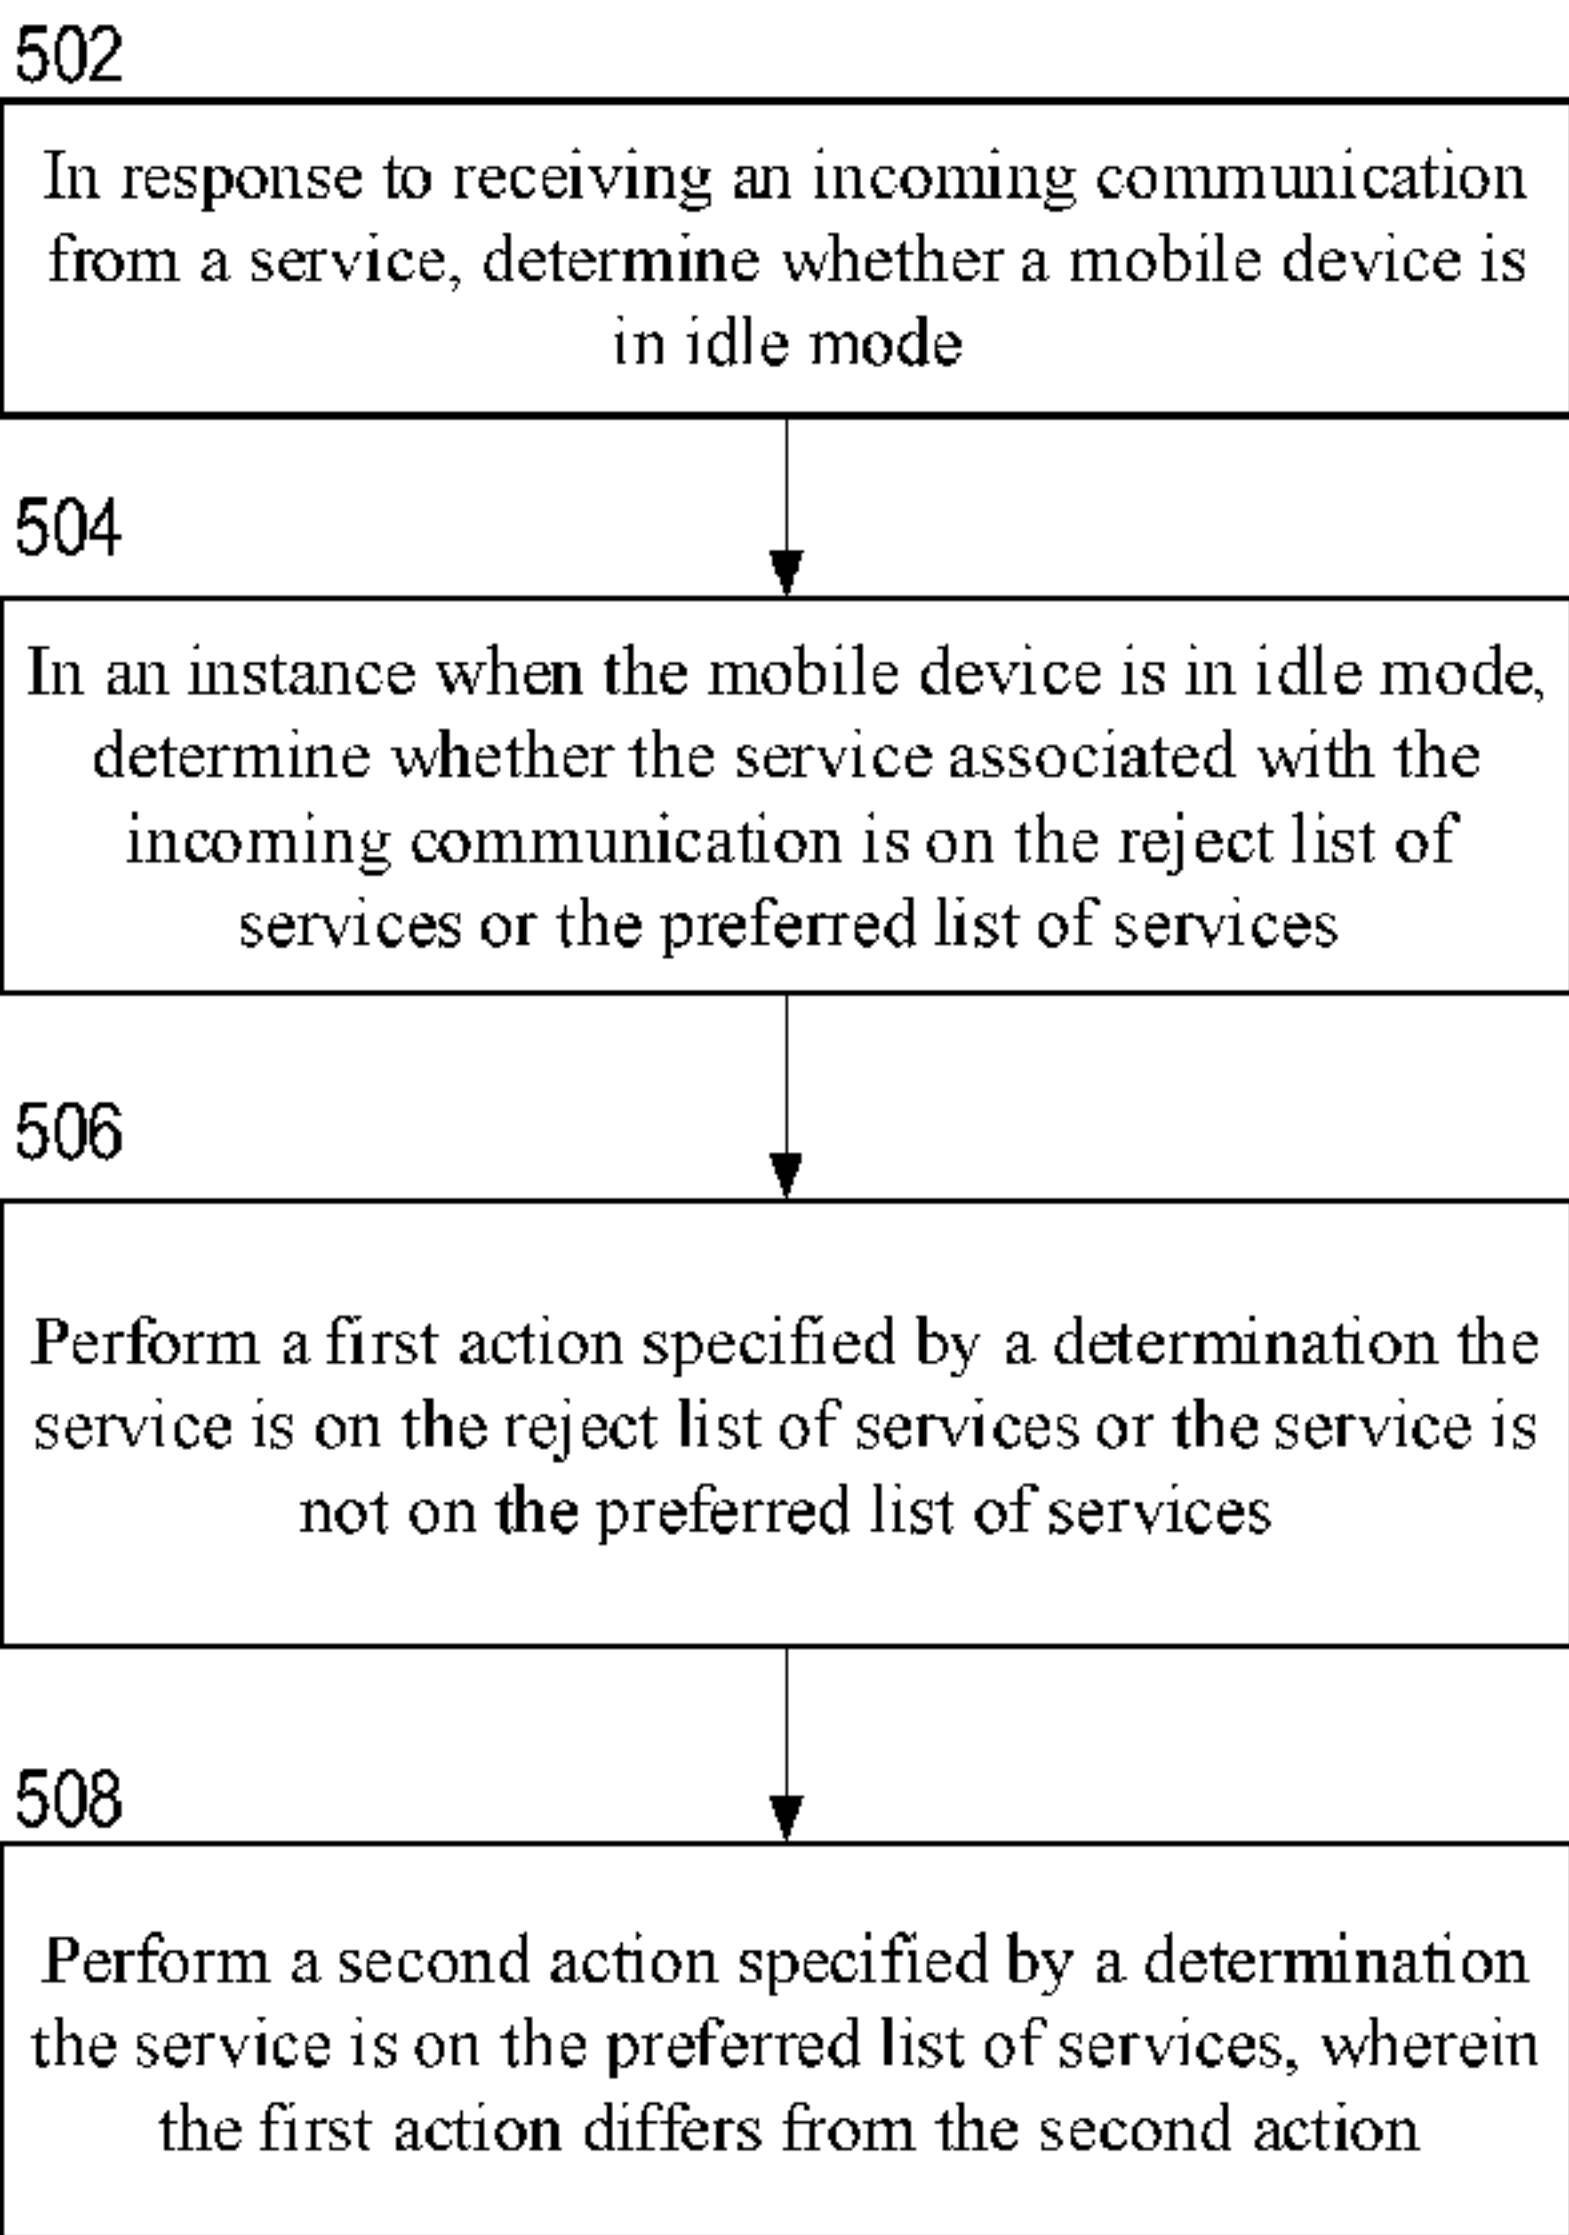 502
In response to receiving an incoming communication
from a service, determine whether a mobile device is
in idle mode
504
In an instance when the mobile device is in idle mode,
determine whether the service associated with the
incoming communication is on the reject list of
services or the preferred list of services
506
Perform a first action specified by a determination the
service is on the reject list of services or the service is
not on the preferred list of services
508
Perform a second action specified by a determination
the service is on the preferred list of services, wherein
the first action differs from the second action